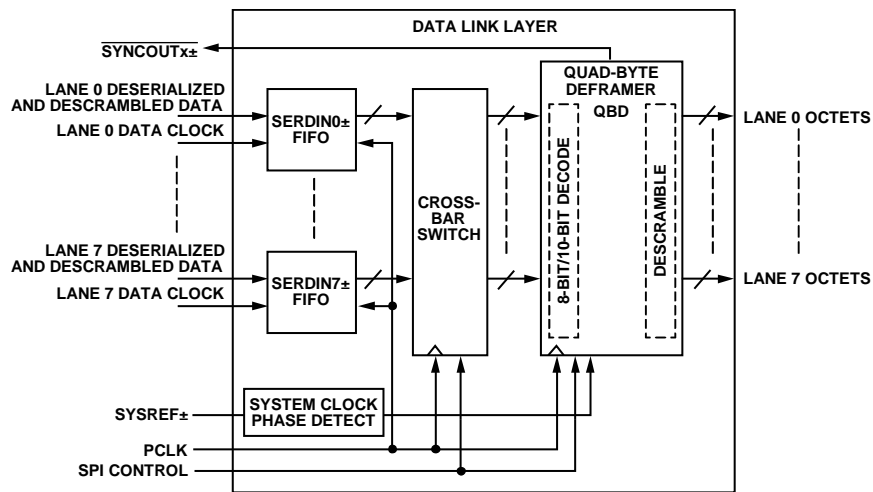 DATA LINK LAYER
SYNCOUTx±
QUAD-BYTE
DEFRAMER
QBD
LANE 0 DESERIALIZED
AND DESCRAMBLED DATA
LANE 0 DATA CLOCK
SERDIN0±
FIFO
LANE 0 OCTETS
CROSS-
BAR
SWITCH
8-BIT/10-BIT DECODE
DESCRAMBLE
LANE 7 DESERIALIZED
AND DESCRAMBLED DATA
LANE 7 DATA CLOCK
SERDIN7±
FIFO
LANE 7 OCTETS
SYSREF±
SYSTEM CLOCK
PHASE DETECT
PCLK
SPI CONTROL